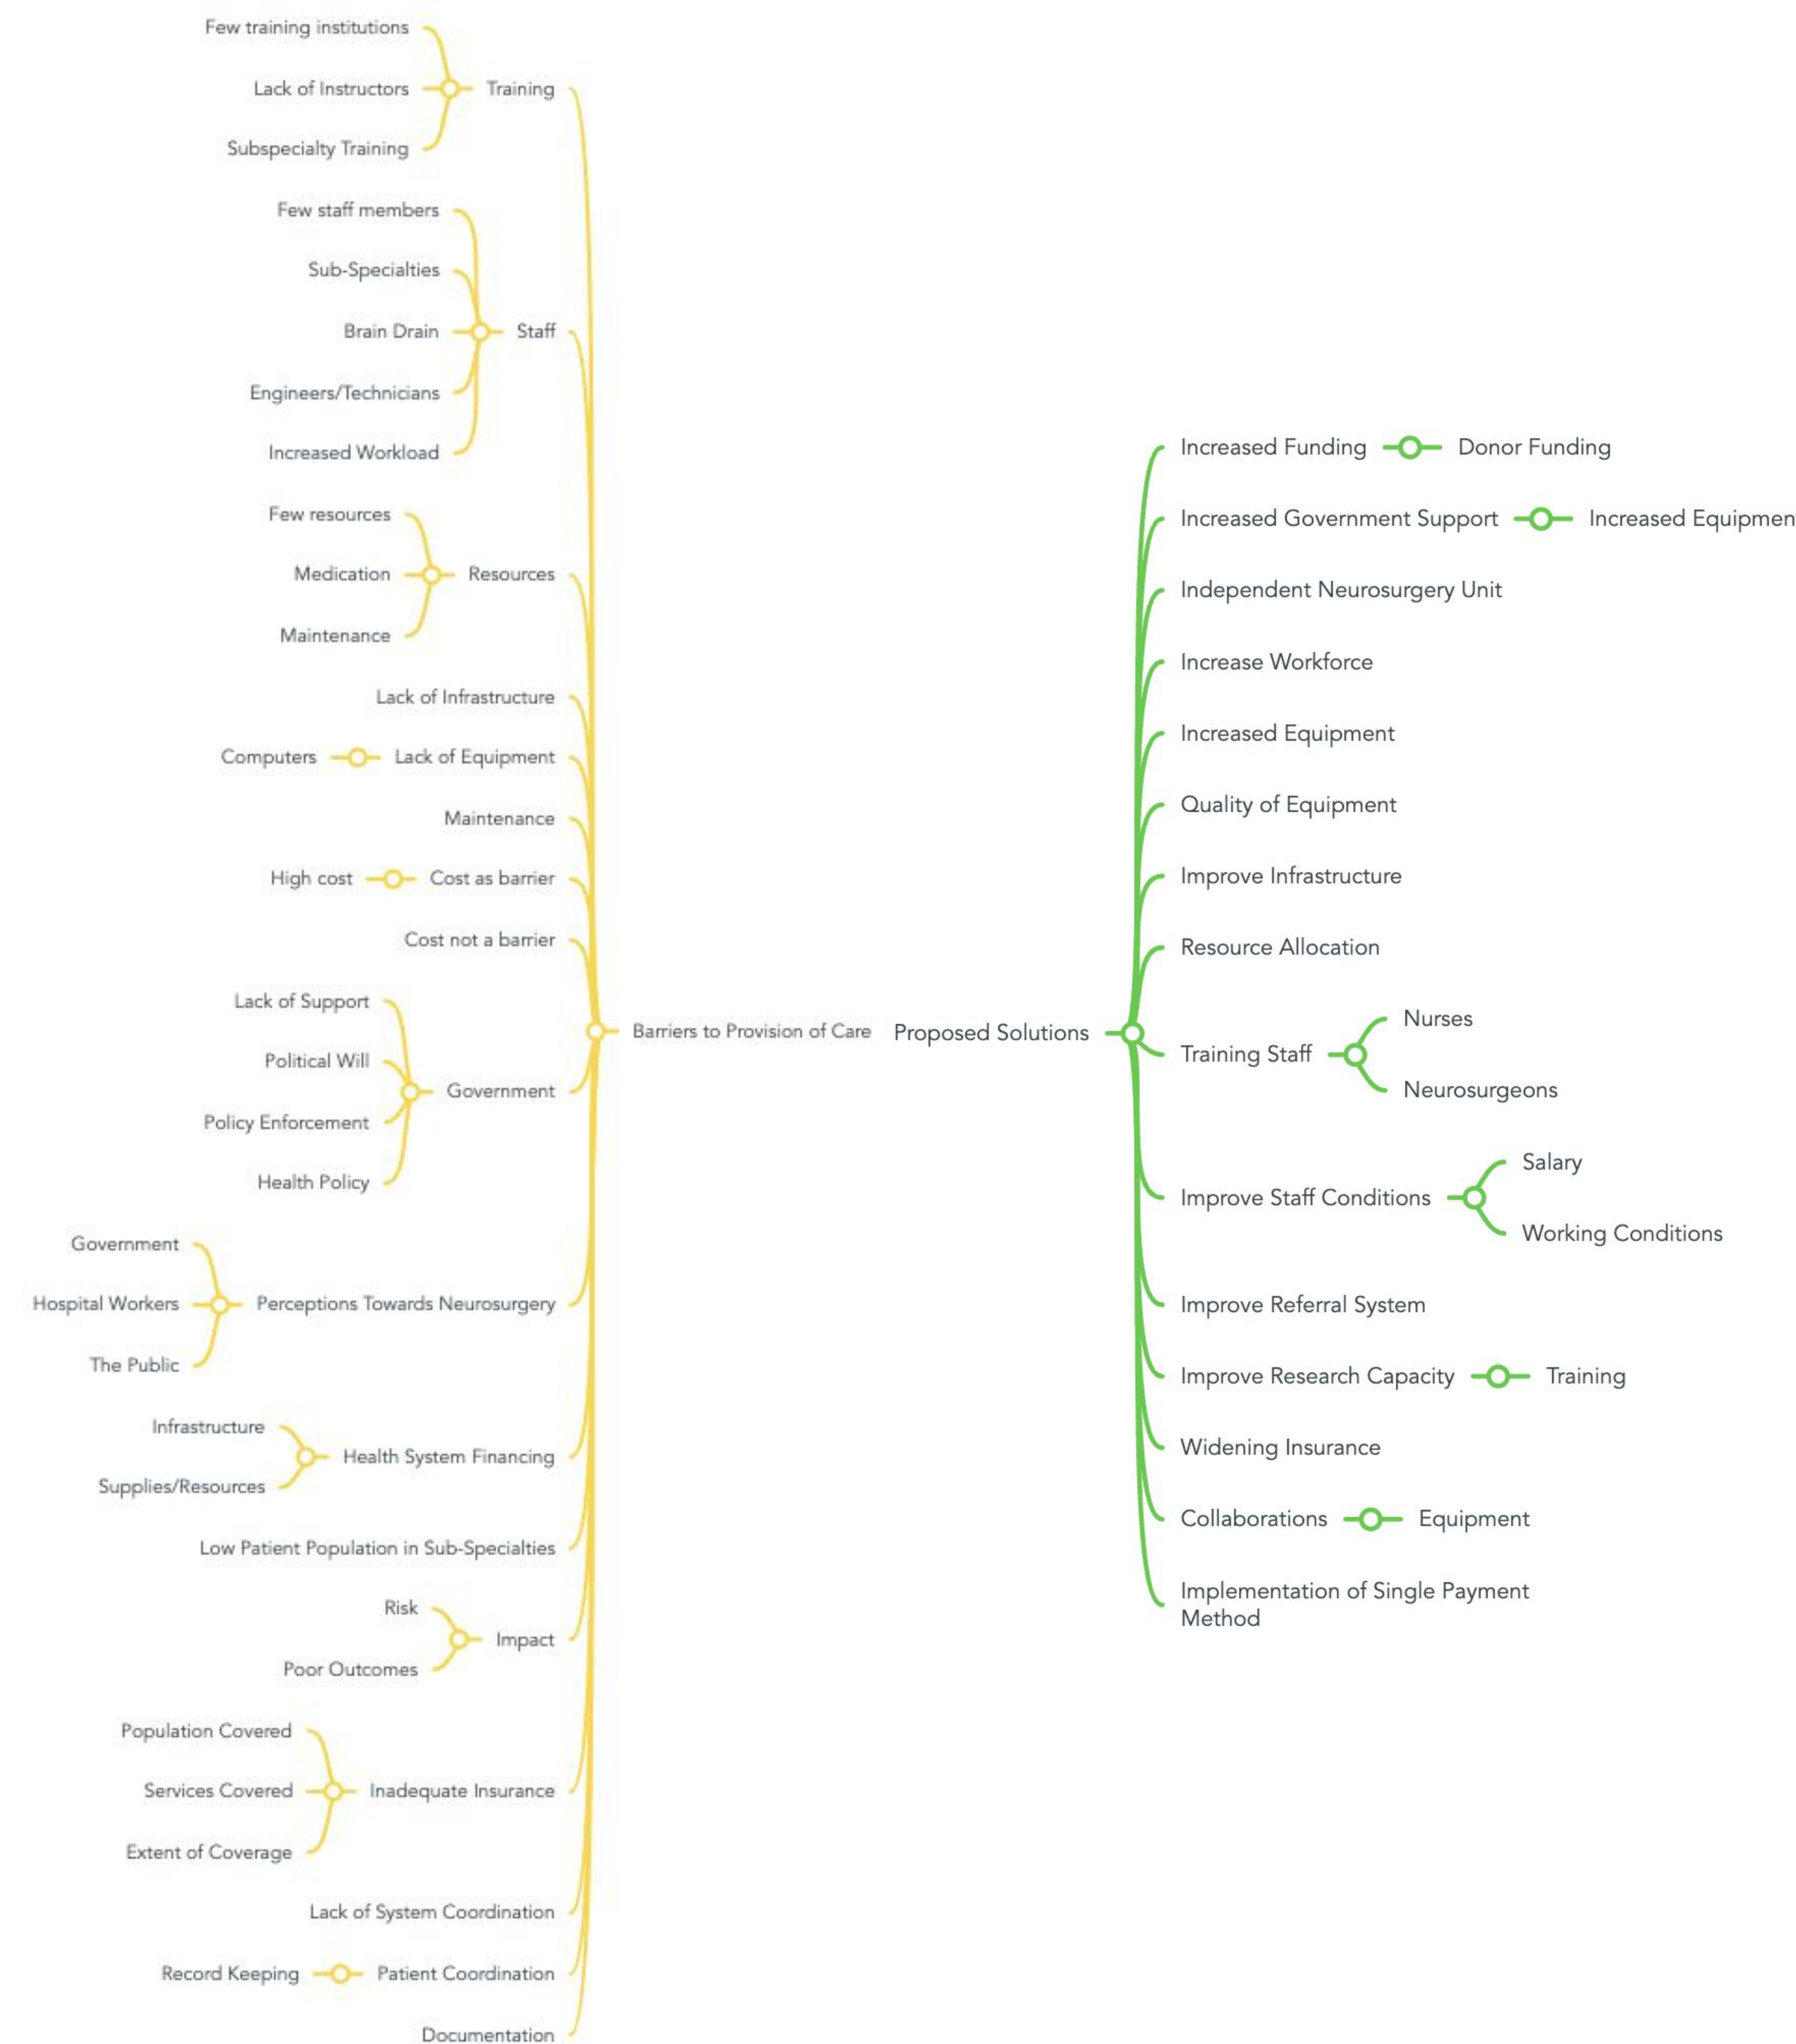 Few training institutions
Lack of Instructors
Training
Subspecialty Training
Few staff members
Sub-Specialties
Brain Drain
Staff
Engineers/Technicians
Increased Workload
Few resources
Medication
Resources
Maintenance
Lack of Infrastructure
Computers
Lack of Equipment
Maintenance
High cost
Cost as barrier
Cost not a barrier
Lack of Support
Political Will
Government
Policy Enforcement
Health Policy
Government
Hospital Workers
Perceptions Towards Neurosurgery
The Public
Infrastructure
Health System Financing
Supplies/Resources
Low Patient Population in Sub-Specialties
Risk
Impact
Poor Outcomes
Population Covered
Services Covered
Inadequate Insurance
Extent of Coverage
Lack of System Coordination
Record Keeping
Patient Coordination
Documentation
Barriers to Provision of Care
Proposed Solutions
Increased Funding
Donor Funding
Increased Government Support
Increased Equipmen
Independent Neurosurgery Unit
Increase Workforce
Increased Equipment
Quality of Equipment
Improve Infrastructure
Resource Allocation
Training Staff
Nurses
Neurosurgeons
Improve Staff Conditions
Salary
Working Conditions
Improve Referral System
Improve Research Capacity
Training
Widening Insurance
Collaborations
Equipment
Implementation of Single Payment
Method